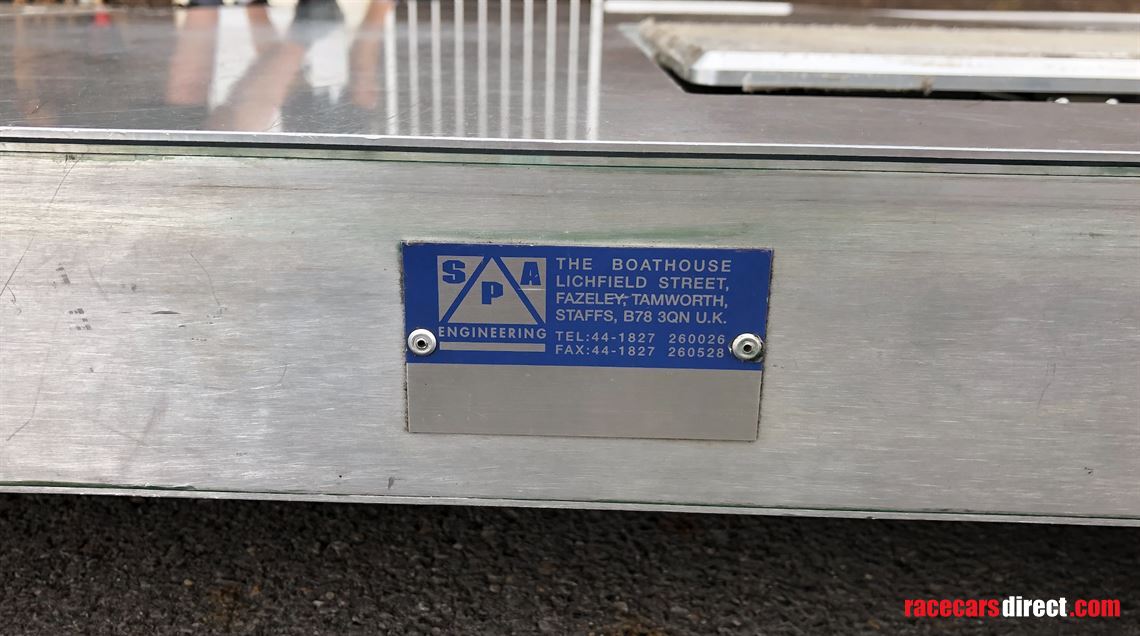 SPA
ENGINEERING
THE BOATHOUSE
LICHFIELD STREET,
FAZELEY, TAMWORTH,
STAFFS, B78 3QN U.K.
TEL:44-1827 260026
FAX:44-1827 260528
racecarsdirect.com